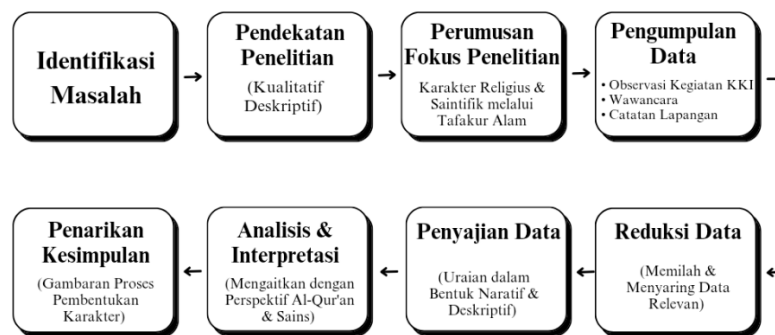 Identifikasi
Masalah
Pendekatan
Penelitian
(Kualitatif
Deskriptif)
Perumusan
Fokus Penelitian
Karakter Religius &
Saintifik melalui
Tafakur Alam
Pengumpulan
Data
• Observasi Kegiatan KKI
• Wawancara
• Catatan Lapangan
Reduksi Data
(Memilah &
Menyaring Data
Relevan)
Penyajian Data
(Uraian dalam
Bentuk Naratif &
Deskriptif)
Analisis &
Interpretasi
(Mengaitkan dengan
Perspektif Al-Qur'an
& Sains)
Penarikan
Kesimpulan
(Gambaran Proses
Pembentukan
Karakter)